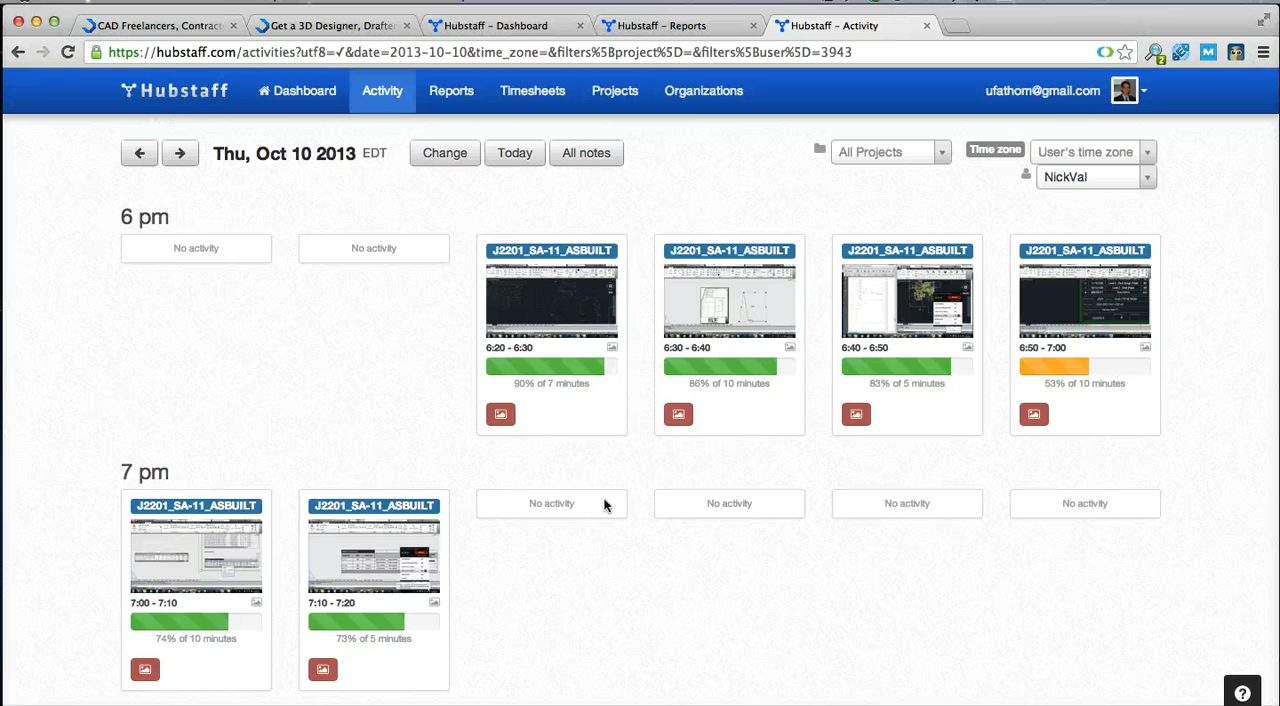 CAD Freelancers, Contract
Get a 3D Designer, Drafter
Hubstaff – Dashboard
Hubstaff – Reports
Hubstaff – Activity
https://hubstaff.com/activities?utf8=✓&date=2013-10-10&time_zone=&filters%5Bproject%5D=&filters%5Buser%5D=3943
2
M
Hubstaff
Dashboard
Activity
Reports
Timesheets
Projects
Organizations
ufathom@gmail.com
Thu, Oct 10 2013 EDT
Change
Today
All notes
All Projects
Time zone
User's time zone
NickVal
6 pm
No activity
No activity
J2201_SA-11_ASBUILT
6:20 - 6:30
90% of 7 minutes
J2201_SA-11_ASBUILT
6:30 - 6:40
86% of 10 minutes
J2201_SA-11_ASBUILT
6:40 - 6:50
83% of 5 minutes
J2201_SA-11_ASBUILT
6:50 - 7:00
53% of 10 minutes
7 pm
J2201_SA-11_ASBUILT
7:00 - 7:10
74% of 10 minutes
J2201_SA-11_ASBUILT
7:10 - 7:20
73% of 5 minutes
No activity
No activity
No activity
No activity
?